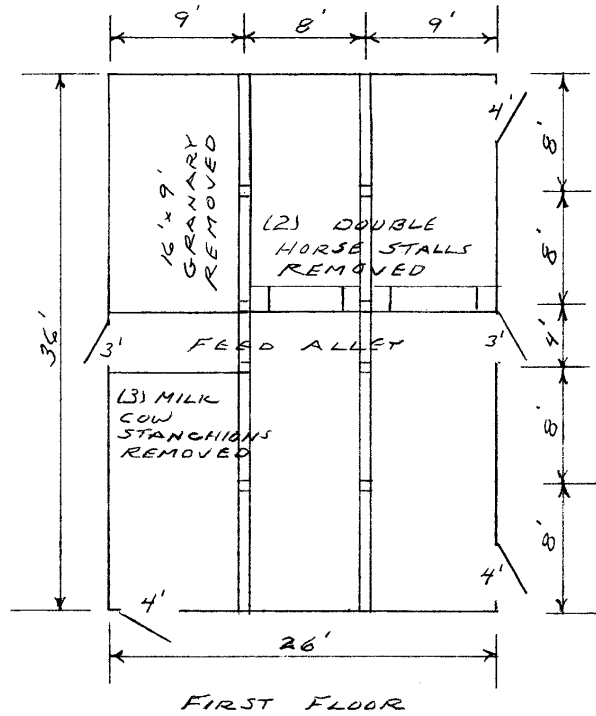 9' 8' 9'
4'
8'
16' x 9'
GRANARY
REMOVED
(2) DOUBLE
HORSE STALLS
REMOVED
8'
36'
3'
FEED ALLEY
3'
4'
(3) MILK
COW
STANCHIONS
REMOVED
8'
8'
4'
4'
26'
FIRST FLOOR